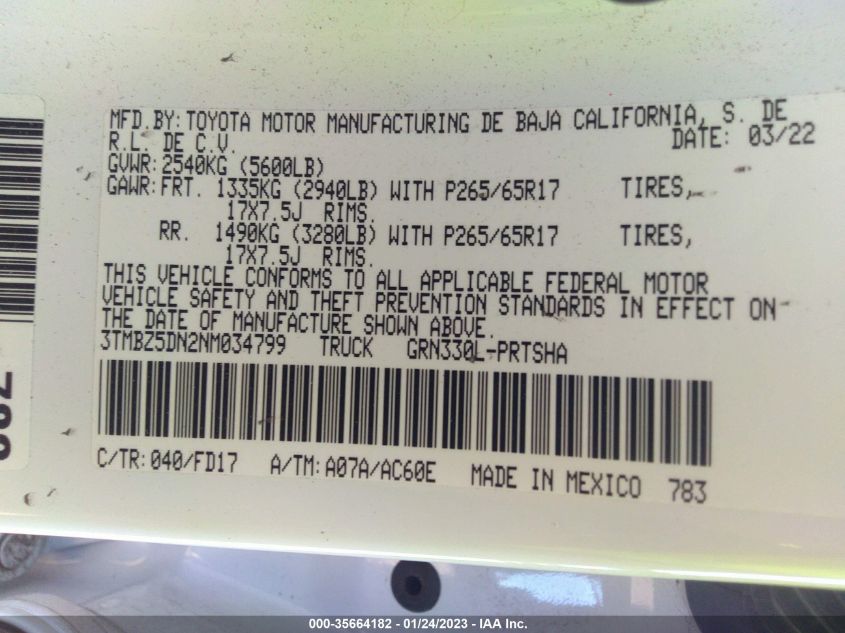 MFD.BY: TOYOTA MOTOR MANUFACTURING DE BAJA CALIFORNIA, S. DE
R.L. DE C.V. DATE: 03/22
GVWR: 2540KG (5600LB)
GAWR: FRT. 1335KG (2940LB) WITH P265/65R17 TIRES,
17X7.5J RIMS.
RR. 1490KG (3280LB) WITH P265/65R17 TIRES,
17X7.5J RIMS.
THIS VEHICLE CONFORMS TO ALL APPLICABLE FEDERAL MOTOR
VEHICLE SAFETY AND THEFT PREVENTION STANDARDS IN EFFECT ON
THE DATE OF MANUFACTURE SHOWN ABOVE.
3TMBZ5DN2NM034799 TRUCK GRN330L-PRTSHA
C/TR: 040/FD17 A/TM: A07A/AC60E MADE IN MEXICO 783
000-35664182 - 01/24/2023 - IAA Inc.